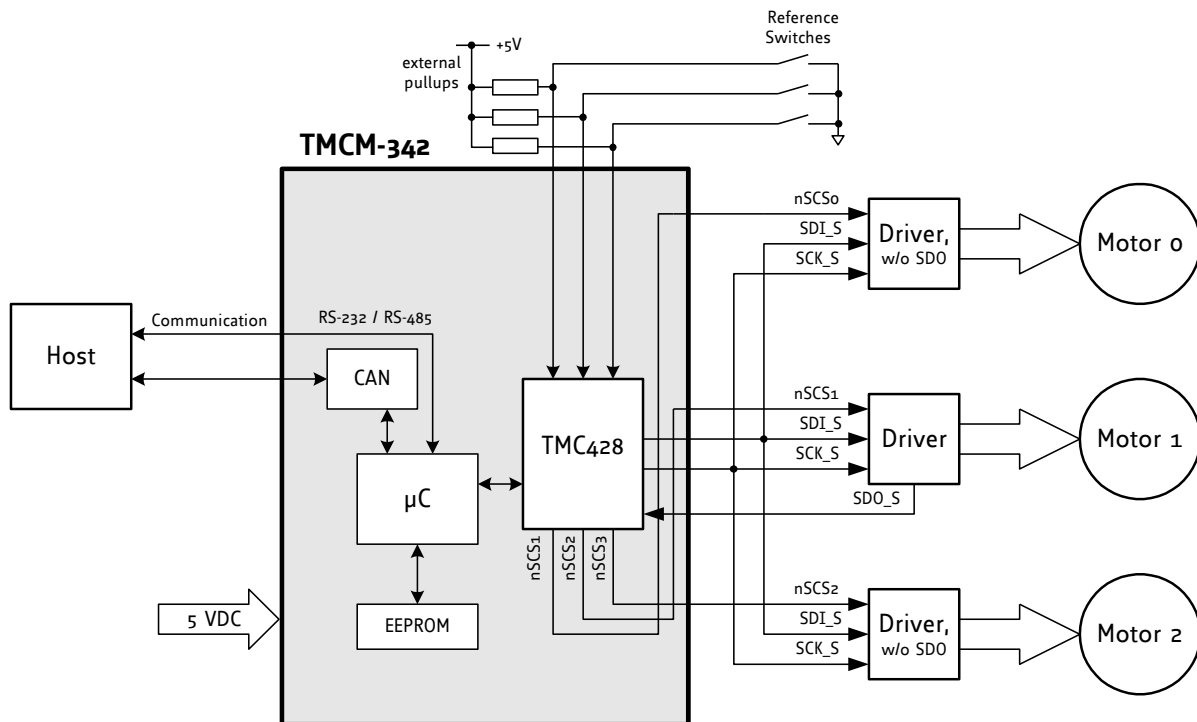 Reference
Switches
+5V
external
pullups
TMCM-342
nSCS0
SDI_S
SCK_S
Driver,
w/o SDO
Motor 0
Communication
RS-232 / RS-485
Host
CAN
nSCS1
SDI_S
SCK_S
Driver
Motor 1
TMC428
µC
SDO_S
nSCS1
nSCS2
nSCS3
5 VDC
EEPROM
nSCS2
SDI_S
SCK_S
Driver,
w/o SDO
Motor 2